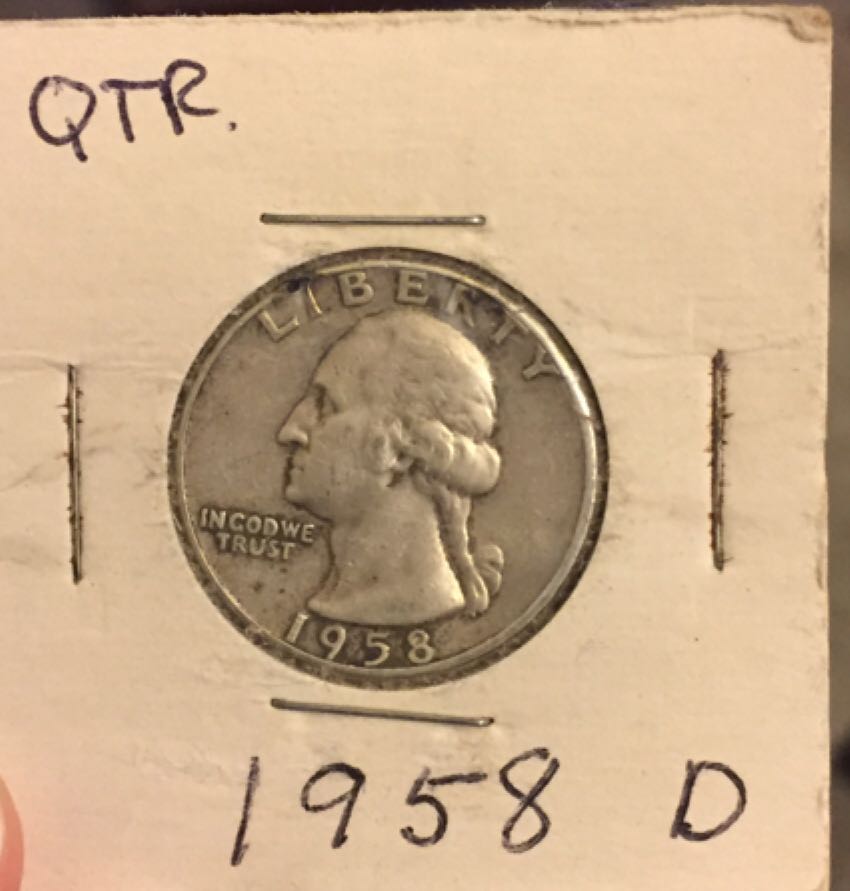 QTR.
LIBERTY
IN GOD WE
TRUST
1958
1958 D